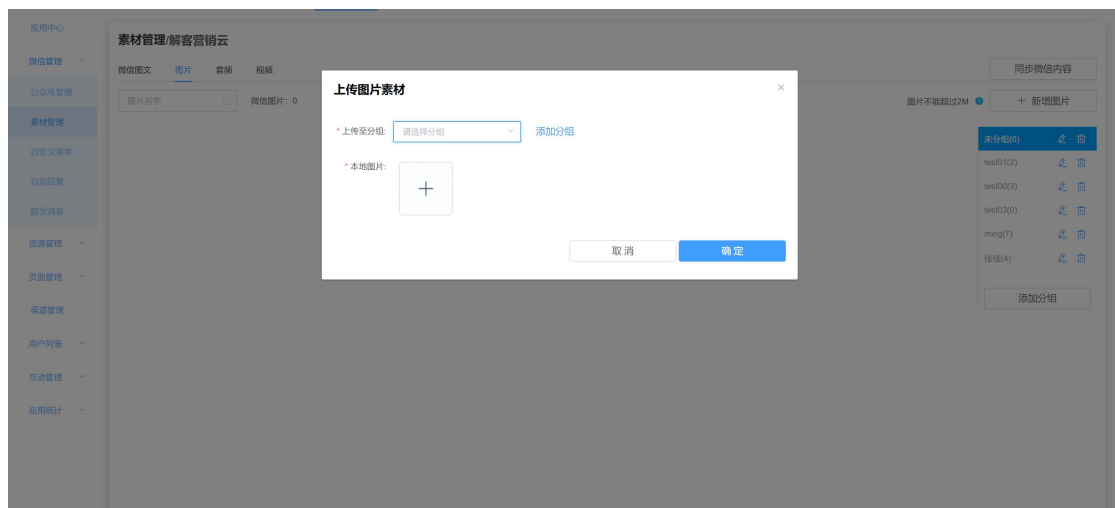 应用中心
微信管理
公众号管理
素材管理
自定义菜单
自动回复
群发消息
资源管理
页面管理
渠道管理
用户列表
互动管理
应用统计
素材管理/解客营销云
微信图文 图片 音频 视频
同步微信内容
图片名字 微信图片: 0
图片不能超过2M + 新增图片
上传图片素材
* 上传至分组: 请选择分组 添加分组
* 本地图片:
取消 确定
未分组(0)
test01(2)
test00(3)
test03(0)
ming(7)
佳佳(4)
添加分组